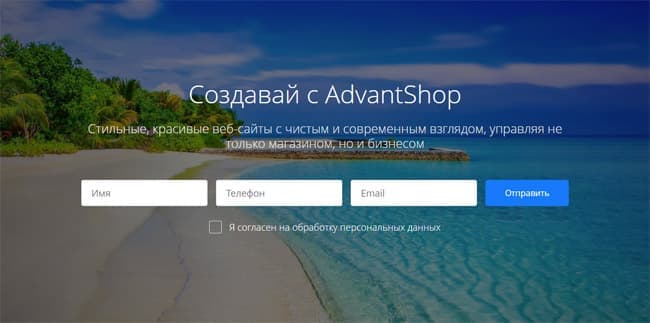 Создавай с AdvantShop
Стильные, красивые веб-сайты с чистым и современным взглядом, управляя не
только магазином, но и бизнесом
Имя
Телефон
Email
Отправить
Я согласен на обработку персональных данных